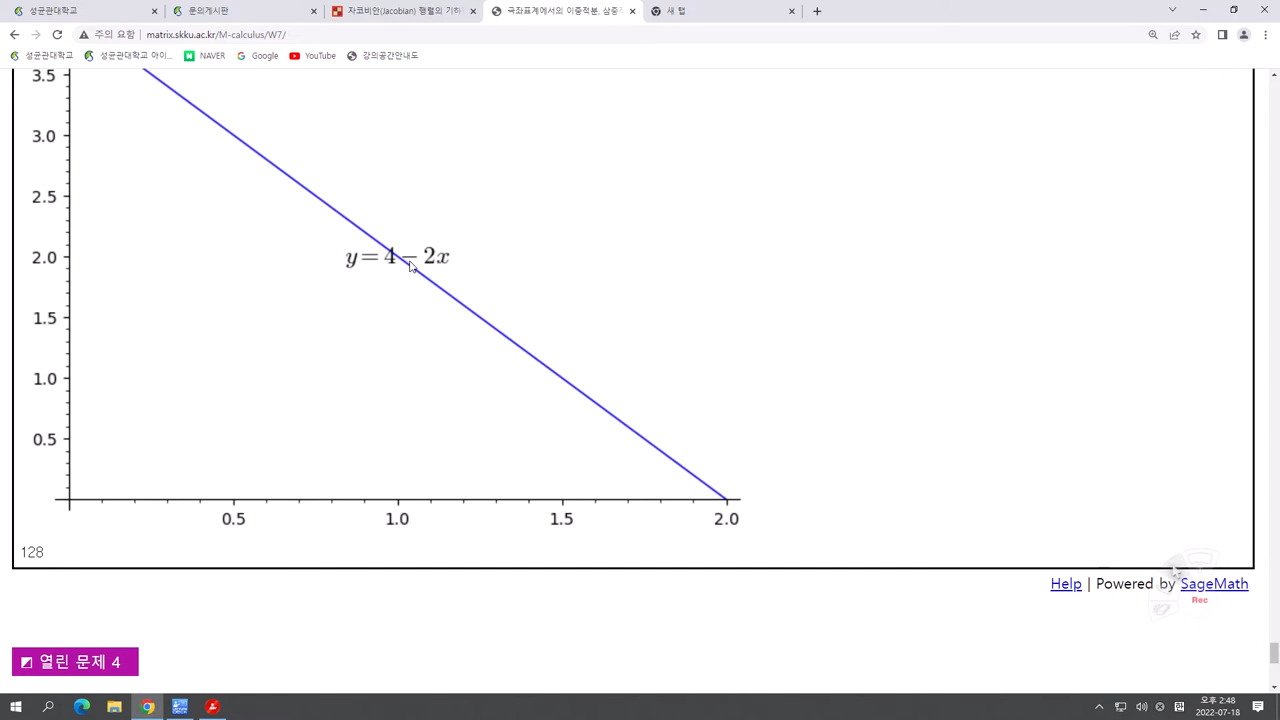 성균관대학교
문의게시판
자코비안(Jacobian) 행렬의 기하
극좌표계에서의 이중적분, 삼중
새 탭
주의 요함
matrix.skku.ac.kr/M-calculus/W7/
성균관대학교
성균관대학교 아이...
NAVER
Google
YouTube
강의공간안내도
3.5
3.0
2.5
2.0
1.5
1.0
0.5
y = 4 − 2x
0.5
1.0
1.5
2.0
128
Help | Powered by SageMath
Rec
열린 문제 4
오후 2:48
2022-07-18